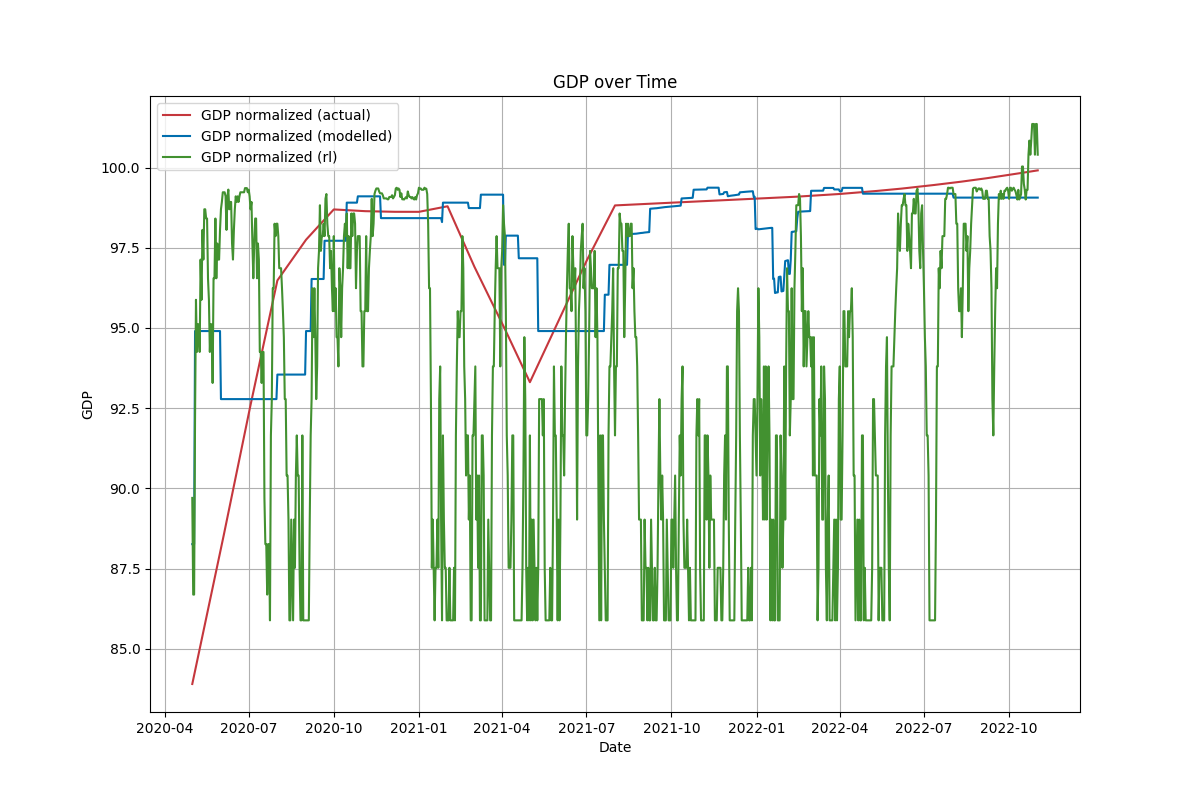 GDP over Time
GDP normalized (actual)
GDP normalized (modelled)
GDP normalized (rl)
GDP
100.0
97.5
95.0
92.5
90.0
87.5
85.0
2020-04 2020-07 2020-10 2021-01 2021-04 2021-07 2021-10 2022-01 2022-04 2022-07 2022-10
Date